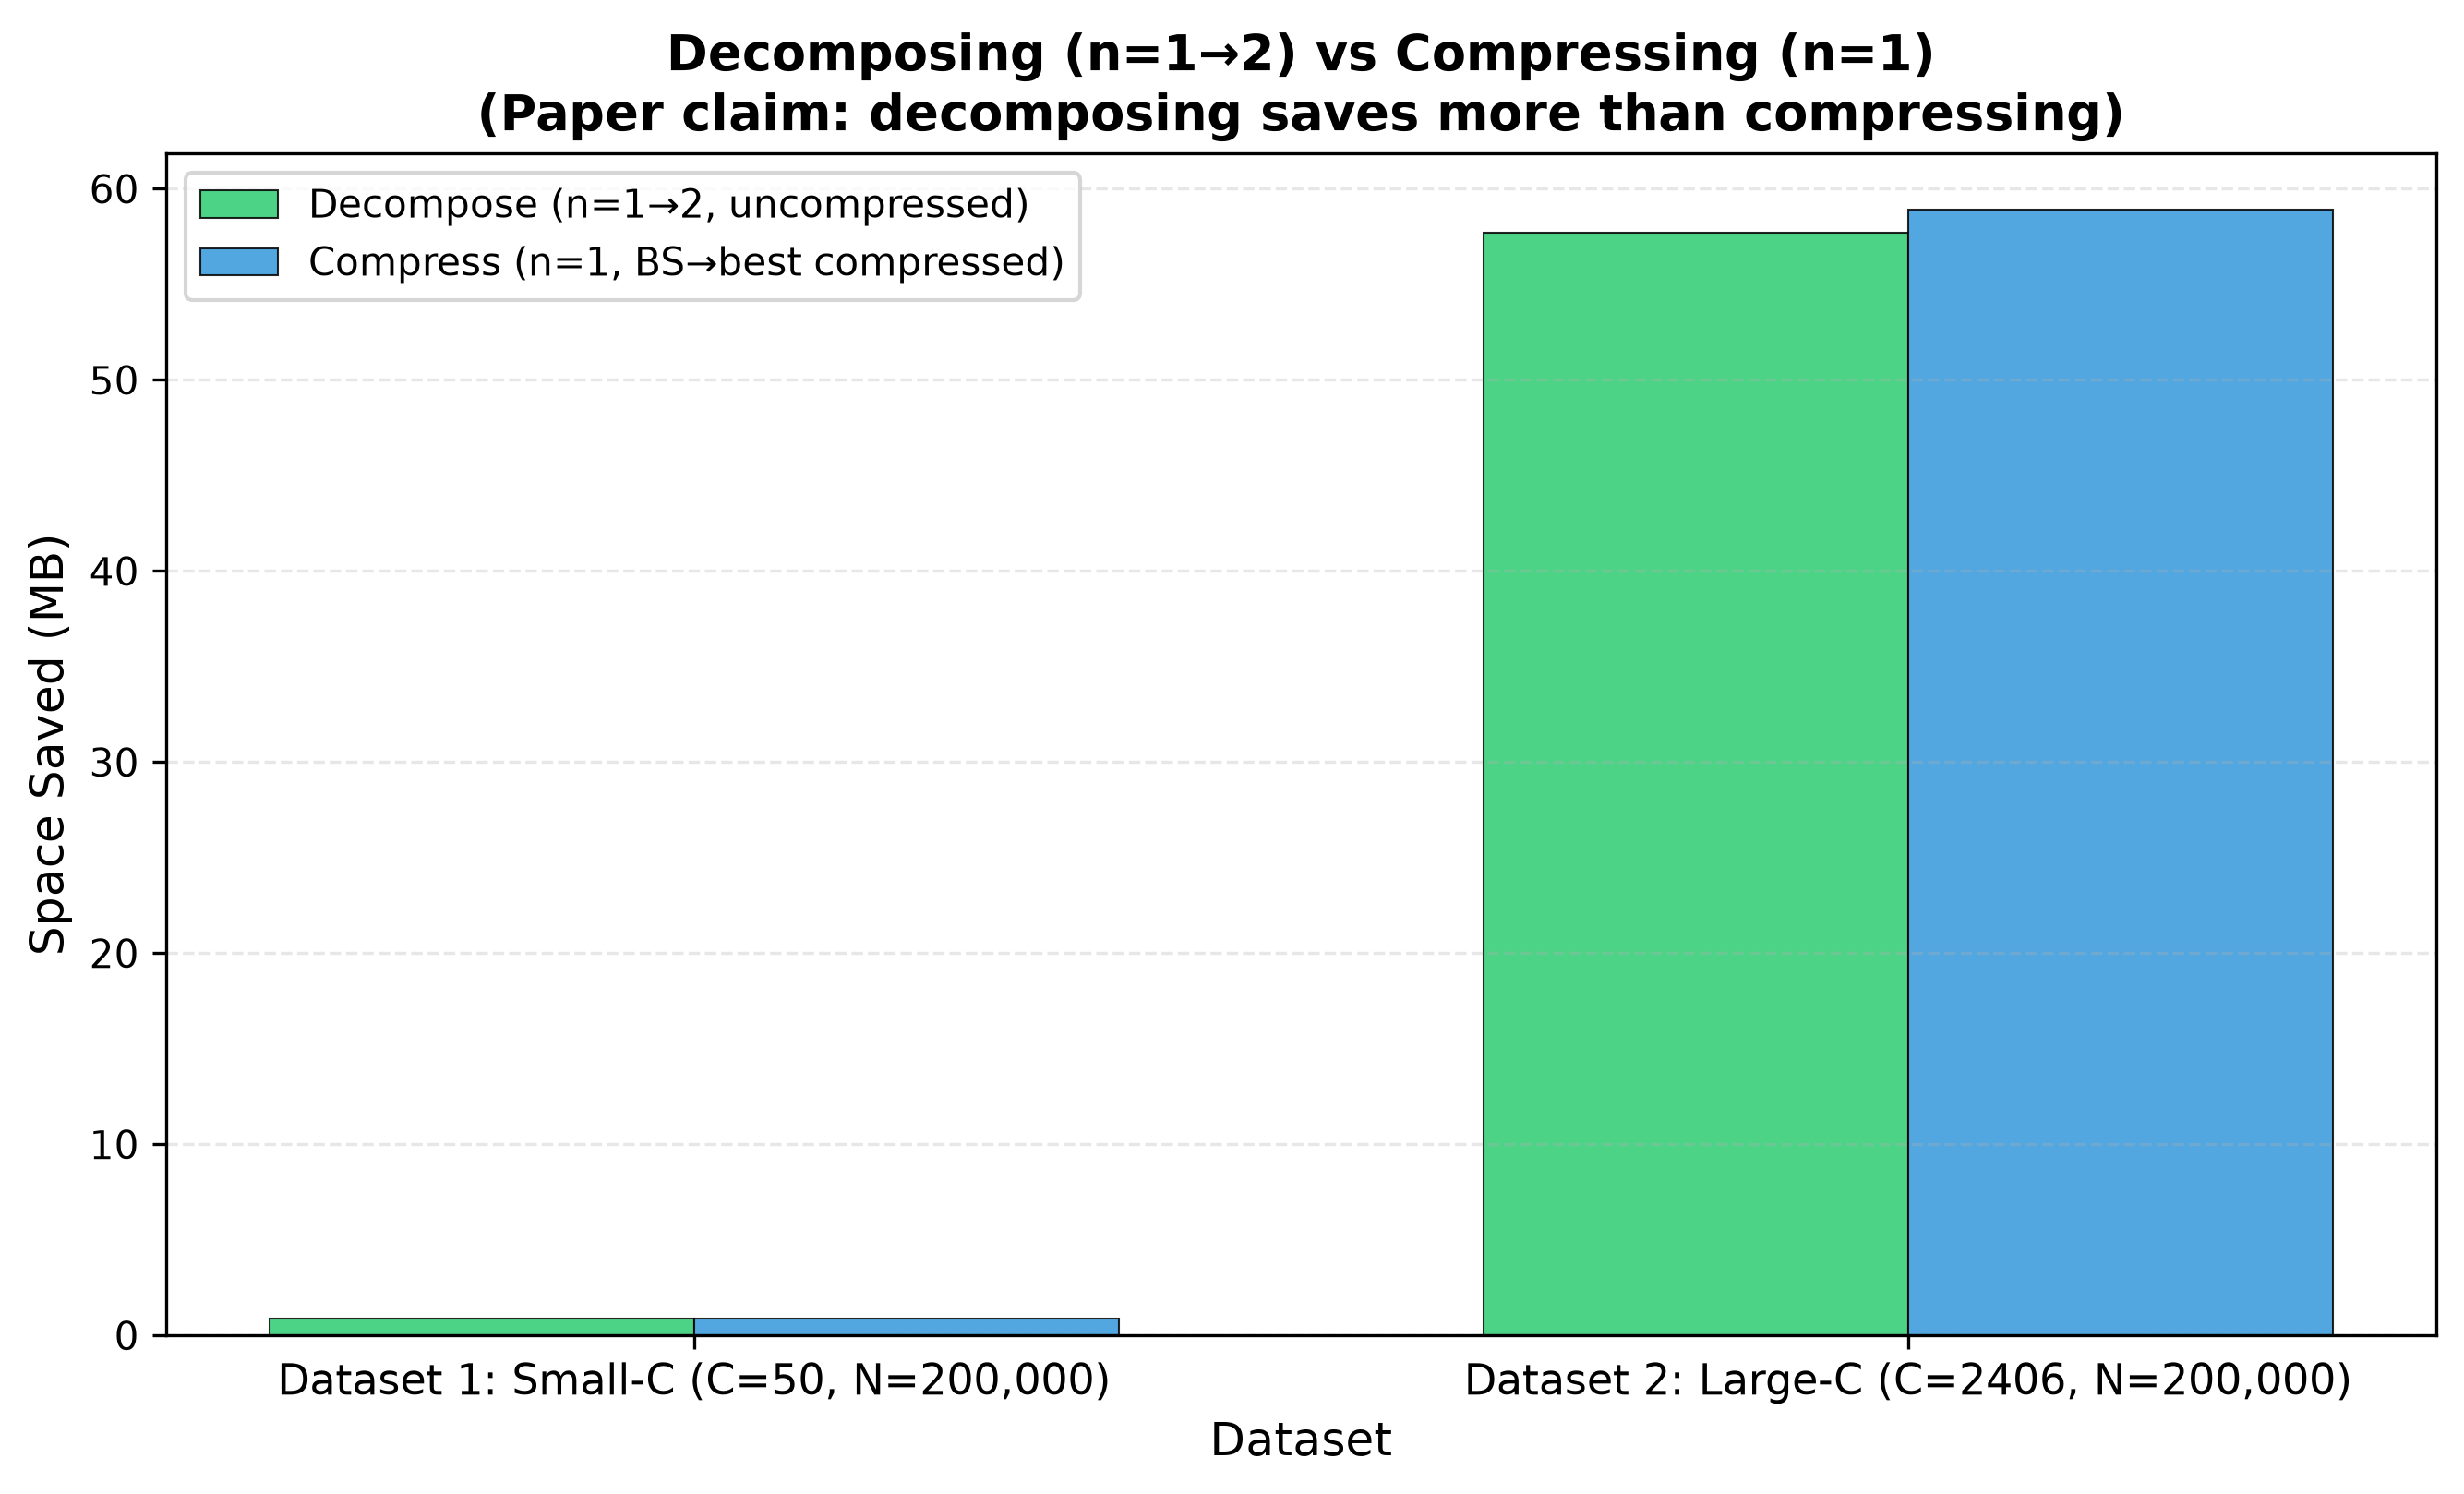 Decomposing (n=1→2) vs Compressing (n=1)
(Paper claim: decomposing saves more than compressing)
Decompose (n=1→2, uncompressed)
Compress (n=1, BS→best compressed)
Space Saved (MB)
60
50
40
30
20
10
0
Dataset 1: Small-C (C=50, N=200,000)
Dataset 2: Large-C (C=2406, N=200,000)
Dataset